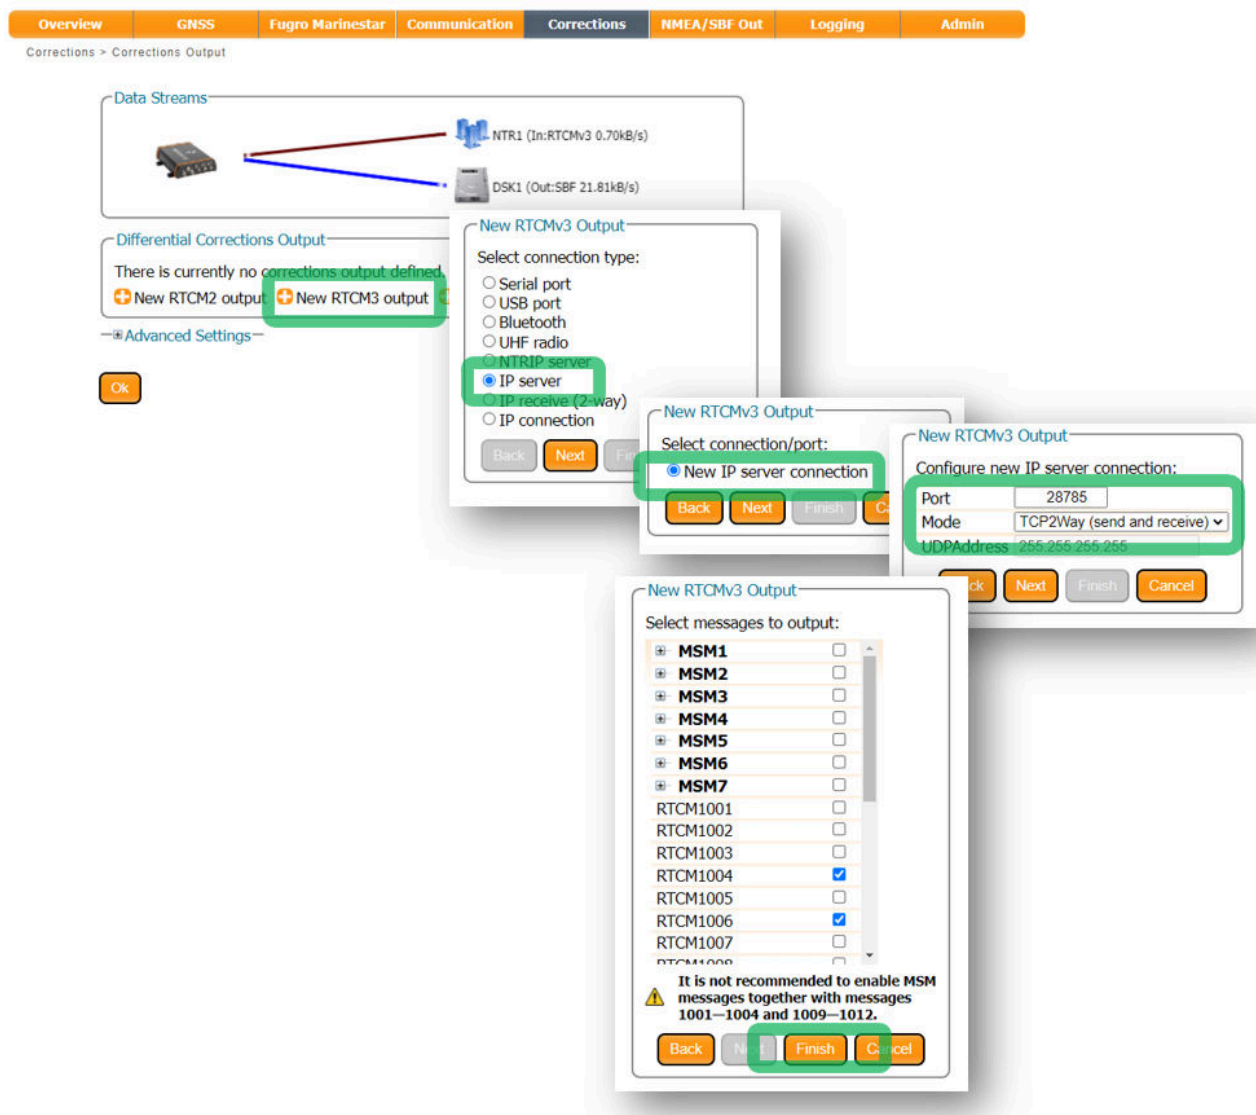 Overview GNSS Fugro Marinestar Communication Corrections NMEA/SBF Out Logging Admin
Corrections > Corrections Output
Data Streams
NTR1 (In:RTCMv3 0.70kB/s)
DSK1 (Out:SBF 21.81kB/s)
Differential Corrections Output
There is currently no corrections output defined.
New RTCM2 output New RTCM3 output
Advanced Settings
Ok
New RTCMv3 Output
Select connection type:
Serial port
USB port
Bluetooth
UHF radio
NTRIP server
IP server
IP receive (2-way)
IP connection
Back Next
New RTCMv3 Output
Select connection/port:
New IP server connection
Back Next Finish
New RTCMv3 Output
Configure new IP server connection:
Port 28785
Mode TCP2Way (send and receive)
UDPAddress 255.255.255.255
Next Finish Cancel
New RTCMv3 Output
Select messages to output:
MSM1
MSM2
MSM3
MSM4
MSM5
MSM6
MSM7
RTCM1001
RTCM1002
RTCM1003
RTCM1004
RTCM1005
RTCM1006
RTCM1007
RTCM1008
It is not recommended to enable MSM
messages together with messages
1001—1004 and 1009—1012.
Back Next Finish Cancel